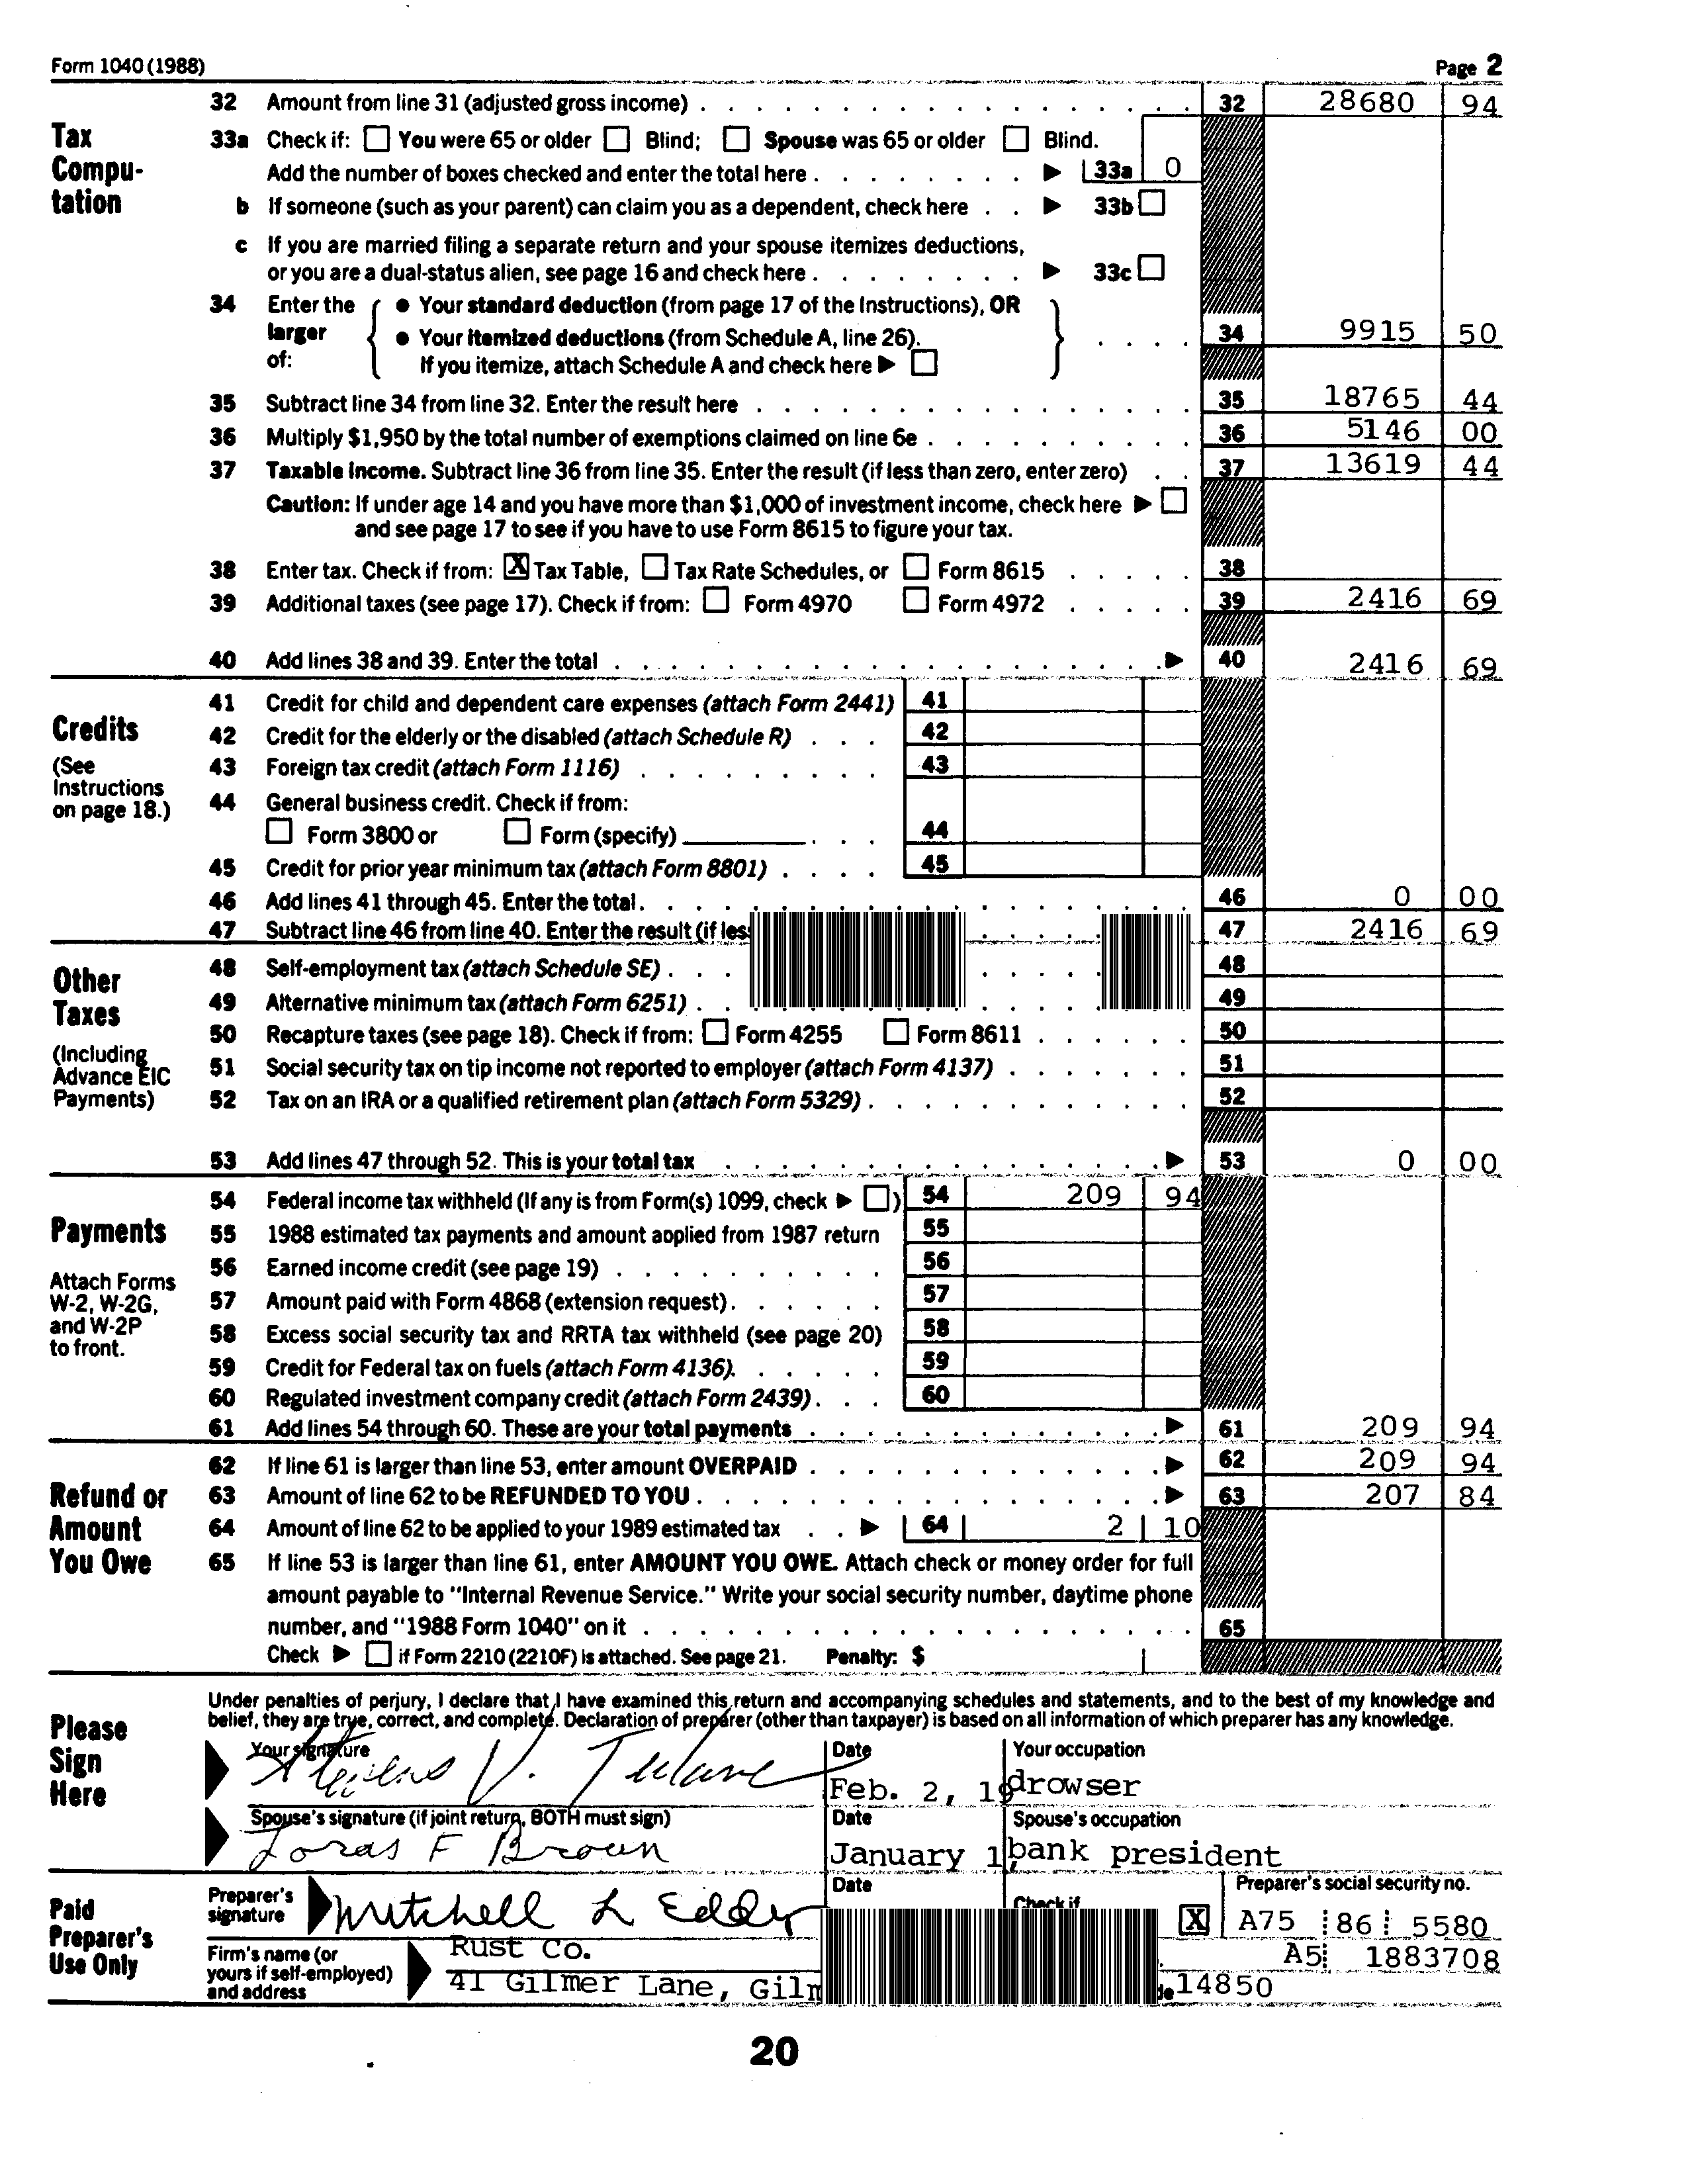 Form 1040 (1988) Page 2
32 Amount from line 31 (adjusted gross income) 32 28680 94
Tax Compu- tation
33a Check if: You were 65 or older Blind; Spouse was 65 or older Blind.
Add the number of boxes checked and enter the total here 33a 0
b If someone (such as your parent) can claim you as a dependent, check here 33b
c If you are married filing a separate return and your spouse itemizes deductions,
or you are a dual-status alien, see page 16 and check here 33c
34 Enter the larger of:
● Your standard deduction (from page 17 of the Instructions), OR
● Your itemized deductions (from Schedule A, line 26). 34 9915 50
If you itemize, attach Schedule A and check here
35 Subtract line 34 from line 32. Enter the result here 35 18765 44
36 Multiply $1,950 by the total number of exemptions claimed on line 6e 36 5146 00
37 Taxable income. Subtract line 36 from line 35. Enter the result (if less than zero, enter zero) 37 13619 44
Caution: If under age 14 and you have more than $1,000 of investment income, check here
and see page 17 to see if you have to use Form 8615 to figure your tax.
38 Enter tax. Check if from: X Tax Table, Tax Rate Schedules, or Form 8615 38
39 Additional taxes (see page 17). Check if from: Form 4970 Form 4972 39 2416 69
40 Add lines 38 and 39. Enter the total 40 2416 69
Credits
(See Instructions on page 18.)
41 Credit for child and dependent care expenses (attach Form 2441) 41
42 Credit for the elderly or the disabled (attach Schedule R) 42
43 Foreign tax credit (attach Form 1116) 43
44 General business credit. Check if from:
Form 3800 or Form (specify) 44
45 Credit for prior year minimum tax (attach Form 8801) 45
46 Add lines 41 through 45. Enter the total. 46 0 00
47 Subtract line 46 from line 40. Enter the result (if les 47 2416 69
Other Taxes
(Including Advance EIC Payments)
48 Self-employment tax (attach Schedule SE) 48
49 Alternative minimum tax (attach Form 6251) 49
50 Recapture taxes (see page 18). Check if from: Form 4255 Form 8611 50
51 Social security tax on tip income not reported to employer (attach Form 4137) 51
52 Tax on an IRA or a qualified retirement plan (attach Form 5329) 52
53 Add lines 47 through 52. This is your total tax 53 0 00
Payments
Attach Forms W-2, W-2G, and W-2P to front.
54 Federal income tax withheld (If any is from Form(s) 1099, check ) 54 209 94
55 1988 estimated tax payments and amount applied from 1987 return 55
56 Earned income credit (see page 19) 56
57 Amount paid with Form 4868 (extension request) 57
58 Excess social security tax and RRTA tax withheld (see page 20) 58
59 Credit for Federal tax on fuels (attach Form 4136). 59
60 Regulated investment company credit (attach Form 2439) 60
61 Add lines 54 through 60. These are your total payments 61 209 94
Refund or Amount You Owe
62 If line 61 is larger than line 53, enter amount OVERPAID 62 209 94
63 Amount of line 62 to be REFUNDED TO YOU 63 207 84
64 Amount of line 62 to be applied to your 1989 estimated tax 64 2 10
65 If line 53 is larger than line 61, enter AMOUNT YOU OWE. Attach check or money order for full
amount payable to "Internal Revenue Service." Write your social security number, daytime phone
number, and "1988 Form 1040" on it 65
Check if Form 2210 (2210F) is attached. See page 21. Penalty: $
Please Sign Here
Under penalties of perjury, I declare that I have examined this return and accompanying schedules and statements, and to the best of my knowledge and
belief, they are true, correct, and complete. Declaration of preparer (other than taxpayer) is based on all information of which preparer has any knowledge.
Your signature Date Your occupation
V. Feb. 2, 19 drowser
Spouse's signature (if joint return, BOTH must sign) Date Spouse's occupation
Loras F Brown January 1, bank president
Paid Preparer's Use Only
Preparer's signature Mitchell L Eddy Date Check if X Preparer's social security no.
A75 86 5580
Firm's name (or yours if self-employed) and address
Rust Co. A5 1883708
41 Gilmer Lane, Gilm 14850
20